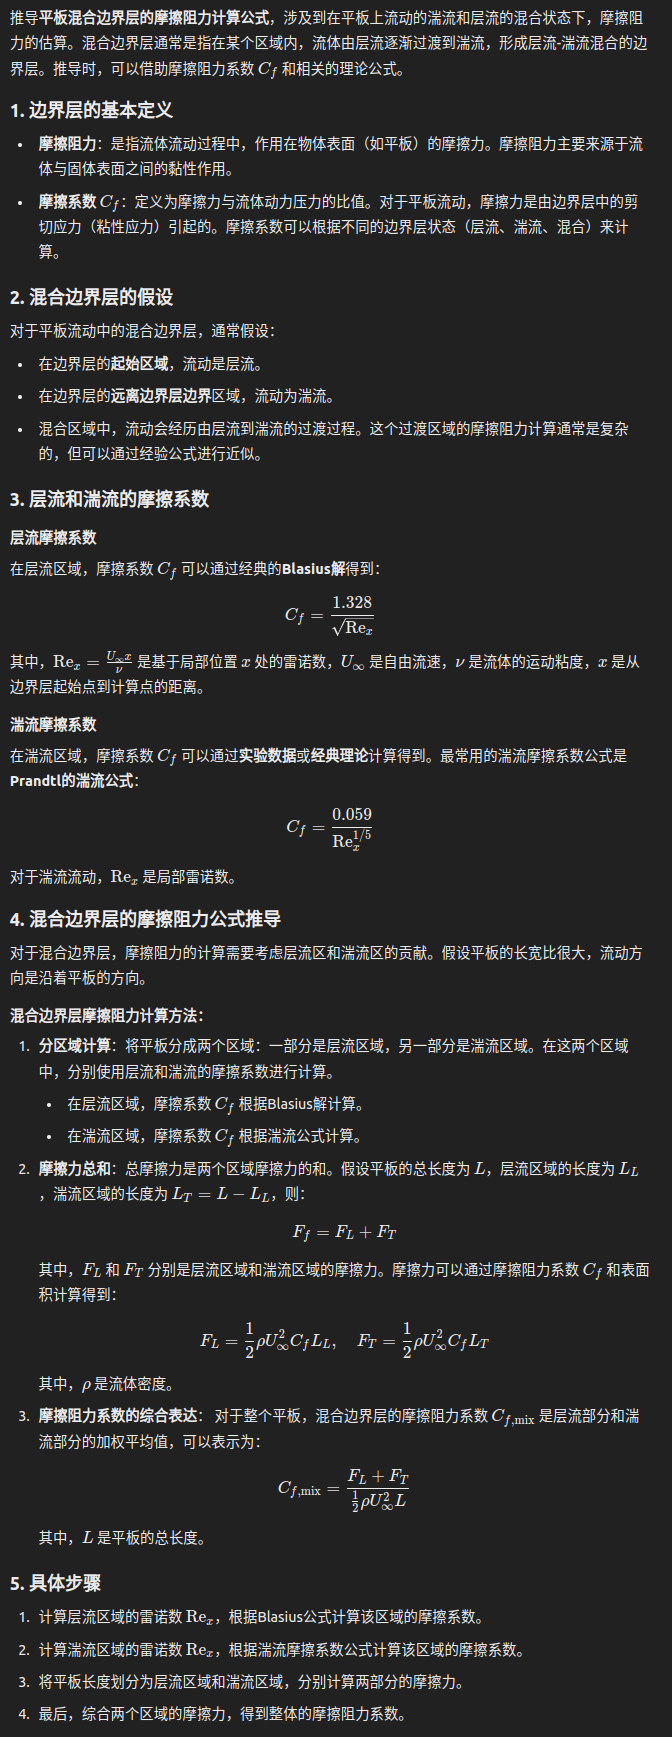 推导平板混合边界层的摩擦阻力计算公式，涉及到在平板上流动的湍流和层流的混合状态下，摩擦阻
力的估算。混合边界层通常是指在某个区域内，流体由层流逐渐过渡到湍流，形成层流-湍流混合的边
界层。推导时，可以借助摩擦阻力系数 C_f 和相关的理论公式。
1. 边界层的基本定义
• 摩擦阻力：是指流体流动过程中，作用在物体表面（如平板）的摩擦力。摩擦阻力主要来源于流
体与固体表面之间的黏性作用。
• 摩擦系数 C_f：定义为摩擦力与流体动力压力的比值。对于平板流动，摩擦力是由边界层中的剪
切应力（粘性应力）引起的。摩擦系数可以根据不同的边界层状态（层流、湍流、混合）来计
算。
2. 混合边界层的假设
对于平板流动中的混合边界层，通常假设：
• 在边界层的起始区域，流动是层流。
• 在边界层的远离边界层边界区域，流动为湍流。
• 混合区域中，流动会经历由层流到湍流的过渡过程。这个过渡区域的摩擦阻力计算通常是复杂
的，但可以通过经验公式进行近似。
3. 层流和湍流的摩擦系数
层流摩擦系数
在层流区域，摩擦系数 C_f 可以通过经典的Blasius解得到：
C_f = \frac{1.328}{\sqrt{Re_x}}
其中，Re_x = \frac{U_∞ x}{ν} 是基于局部位置 x 处的雷诺数，U_∞ 是自由流速，ν 是流体的运动粘度，x 是从
边界层起始点到计算点的距离。
湍流摩擦系数
在湍流区域，摩擦系数 C_f 可以通过实验数据或经典理论计算得到。最常用的湍流摩擦系数公式是
Prandtl的湍流公式：
C_f = \frac{0.059}{Re_x^{1/5}}
对于湍流流动，Re_x 是局部雷诺数。
4. 混合边界层的摩擦阻力公式推导
对于混合边界层，摩擦阻力的计算需要考虑层流区和湍流区的贡献。假设平板的长宽比很大，流动方
向是沿着平板的方向。
混合边界层摩擦阻力计算方法：
1. 分区域计算：将平板分成两个区域：一部分是层流区域，另一部分是湍流区域。在这两个区域
中，分别使用层流和湍流的摩擦系数进行计算。
• 在层流区域，摩擦系数 C_f 根据Blasius解计算。
• 在湍流区域，摩擦系数 C_f 根据湍流公式计算。
2. 摩擦力总和：总摩擦力是两个区域摩擦力的和。假设平板的总长度为 L，层流区域的长度为 L_L
，湍流区域的长度为 L_T = L − L_L，则：
F_f = F_L + F_T
其中，F_L 和 F_T 分别是层流区域和湍流区域的摩擦力。摩擦力可以通过摩擦阻力系数 C_f 和表面
积计算得到：
F_L = \frac{1}{2} ρU_∞^2 C_f L_L, F_T = \frac{1}{2} ρU_∞^2 C_f L_T
其中，ρ 是流体密度。
3. 摩擦阻力系数的综合表达： 对于整个平板，混合边界层的摩擦阻力系数 C_{f,mix} 是层流部分和湍
流部分的加权平均值，可以表示为：
C_{f,mix} = \frac{F_L + F_T}{\frac{1}{2} ρU_∞^2 L}
其中，L 是平板的总长度。
5. 具体步骤
1. 计算层流区域的雷诺数 Re_x，根据Blasius公式计算该区域的摩擦系数。
2. 计算湍流区域的雷诺数 Re_x，根据湍流摩擦系数公式计算该区域的摩擦系数。
3. 将平板长度划分为层流区域和湍流区域，分别计算两部分的摩擦力。
4. 最后，综合两个区域的摩擦力，得到整体的摩擦阻力系数。